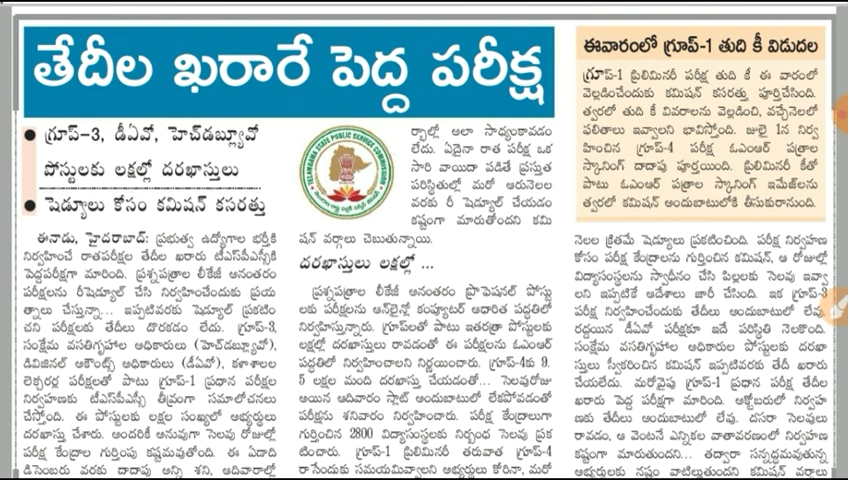 తేదీల ఖరారే పెద్ద పరీక్ష
● గ్రూప్-3, డీఏవో, హెచ్‌డబ్ల్యూవో
పోస్టులకు లక్షల్లో దరఖాస్తులు
● షెడ్యూలు కోసం కమిషన్ కసరత్తు
ఈనాడు, హైదరాబాద్: ప్రభుత్వ ఉద్యోగాల భర్తీకి
నిర్వహించే రాతపరీక్షల తేదీల ఖరారు టీఎస్‌పీఎస్సీకి
పెద్దపరీక్షగా మారింది. ప్రశ్నపత్రాల లీకేజీ అనంతరం
పరీక్షలను రీషెడ్యూల్ చేసి నిర్వహించేందుకు ప్రయ
త్నాలు చేస్తున్నా... ఇప్పటివరకు షెడ్యూల్ ప్రకటిం
చని పరీక్షలకు తేదీలు దొరకడం లేదు. గ్రూప్-3,
సంక్షేమ వసతిగృహాల అధికారులు (హెచ్‌డబ్ల్యూవో),
డివిజనల్ అకౌంట్స్ అధికారులు (డీఏవో), కళాశాలల
లెక్చరర్ల పరీక్షలతో పాటు గ్రూప్-1 ప్రధాన పరీక్షల
నిర్వహణకు టీఎస్‌పీఎస్సీ తీవ్రంగా సమాలోచనలు
చేస్తోంది. ఈ పోస్టులకు లక్షల సంఖ్యలో అభ్యర్థులు
దరఖాస్తు చేశారు. అందరికీ అనువుగా సెలవు రోజుల్లో
పరీక్ష కేంద్రాల గుర్తింపు కష్టమవుతోంది. ఈ ఏడాది
డిసెంబరు వరకు దాదాపు అన్ని శని, ఆదివారాల్లో
TELANGANA STATE PUBLIC SERVICE COMMISSION
ర్భాల్లో అలా సాధ్యంకావడం
లేదు. ఏదైనా రాత పరీక్ష ఒక
సారి వాయిదా పడితే ప్రస్తుత
పరిస్థితుల్లో మరో ఆరునెలల
వరకు రీ షెడ్యూల్ చేయడం
కష్టంగా మారుతోందని కమి
షన్ వర్గాలు చెబుతున్నాయి.
దరఖాస్తులు లక్షల్లో ...
ప్రశ్నపత్రాల లీకేజీ అనంతరం ప్రొఫెషనల్ పోస్టు
లకు పరీక్షలను ఆన్‌లైన్లో కంప్యూటర్ ఆధారిత పద్ధతిలో
నిర్వహిస్తున్నారు. గ్రూప్‌లతో పాటు ఇతరత్రా పోస్టులకు
లక్షల్లో దరఖాస్తులు రావడంతో ఈ పరీక్షలను ఓఎంఆర్
పద్ధతిలో నిర్వహించాలని నిర్ణయించారు. గ్రూప్-4కు 9.
5 లక్షల మంది దరఖాస్తు చేయడంతో... సెలవురోజు
అయిన ఆదివారం స్లాట్ అందుబాటులో లేకపోవడంతో
పరీక్షను శనివారం నిర్వహించారు. పరీక్ష కేంద్రాలుగా
గుర్తించిన 2800 విద్యాసంస్థలకు నిర్బంధ సెలవు ప్రక
టించారు. గ్రూప్-1 ప్రిలిమినరీ తరువాత గ్రూప్-4
రాసేందుకు సమయమివ్వాలని అభ్యర్థులు కోరినా, మరో
ఈవారంలో గ్రూప్-1 తుది కీ విడుదల
గ్రూప్-1 ప్రిలిమినరీ పరీక్ష తుది కీ ఈ వారంలో
వెల్లడించేందుకు కమిషన్ కసరత్తు పూర్తిచేసింది.
త్వరలో తుది కీ వివరాలను వెల్లడించి, వచ్చేనెలలో
ఫలితాలు ఇవ్వాలని భావిస్తోంది. జులై 1న నిర్వ
హించిన గ్రూప్-4 పరీక్ష ఓఎంఆర్ పత్రాల
స్కానింగ్ దాదాపు పూర్తయింది. ప్రిలిమినరీ కీతో
పాటు ఓఎంఆర్ పత్రాల స్కానింగ్ ఇమేజ్‌లను
త్వరలో కమిషన్ అందుబాటులోకి తీసుకురానుంది.
నెలల క్రితమే షెడ్యూలు ప్రకటించింది. పరీక్ష నిర్వహణ
కోసం పరీక్ష కేంద్రాలను గుర్తించిన కమిషన్, ఆ రోజుల్లో
విద్యాసంస్థలను స్వాధీనం చేసి పిల్లలకు సెలవు ఇవ్వా
లని ఇప్పటికే ఆదేశాలు జారీ చేసింది. ఇక గ్రూప్-3
పరీక్ష నిర్వహించేందుకు తేదీలు అందుబాటులో లేవు.
రద్దయిన డీఏవో పరీక్షకూ ఇదే పరిస్థితి నెలకొంది.
సంక్షేమ వసతిగృహాల అధికారుల పోస్టులకు దరఖా
స్తులు స్వీకరించిన కమిషన్ ఇప్పటివరకు తేదీ ఖరారు
చేయలేదు. మరోవైపు గ్రూప్-1 ప్రధాన పరీక్ష తేదీల
ఖరారు పెద్ద పరీక్షగా మారింది. అక్టోబరులో నిర్వహ
ణకు తేదీలు అందుబాటులో లేవు. దసరా సెలవులు
రావడం, ఆ వెంటనే ఎన్నికల వాతావరణంలో నిర్వహణ
కష్టంగా మారుతుందని... తద్వారా సన్నద్ధమవుతున్న
అభ్యర్థులకు నష్టం వాటిల్లుతుందని కమిషన్ వర్గాలు